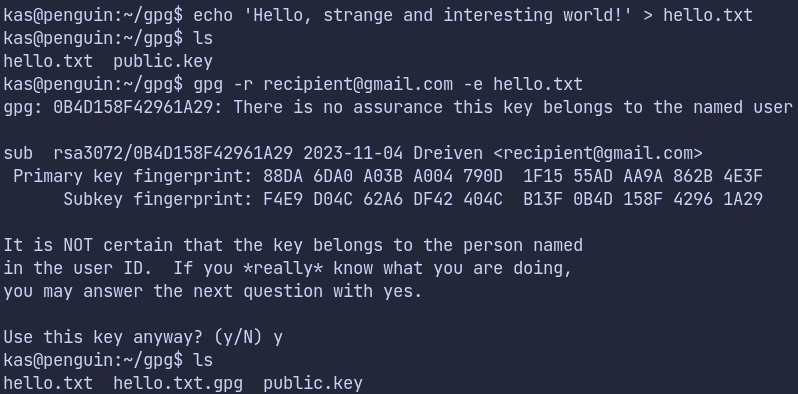 kas@penguin:~/gpg$ echo 'Hello, strange and interesting world!' > hello.txt
kas@penguin:~/gpg$ ls
hello.txt  public.key
kas@penguin:~/gpg$ gpg -r recipient@gmail.com -e hello.txt
gpg: 0B4D158F42961A29: There is no assurance this key belongs to the named user

sub  rsa3072/0B4D158F42961A29 2023-11-04 Dreiven <recipient@gmail.com>
 Primary key fingerprint: 88DA 6DA0 A03B A004 790D  1F15 55AD AA9A 862B 4E3F
      Subkey fingerprint: F4E9 D04C 62A6 DF42 404C  B13F 0B4D 158F 4296 1A29

It is NOT certain that the key belongs to the person named
in the user ID.  If you *really* know what you are doing,
you may answer the next question with yes.

Use this key anyway? (y/N) y
kas@penguin:~/gpg$ ls
hello.txt  hello.txt.gpg  public.key